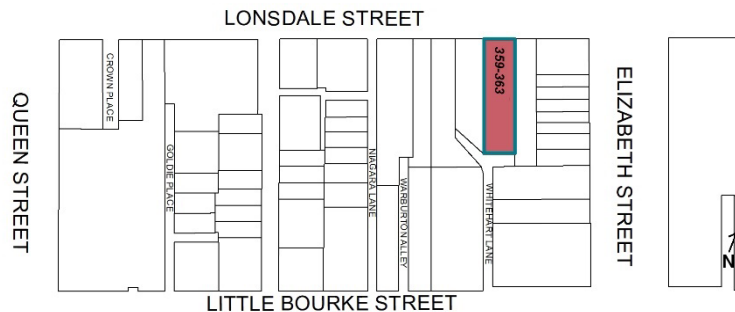 LONSDALE STREET
QUEEN STREET
CROWN PLACE
GOLDIE PLACE
NIAGARA LANE
WARBURTON ALLEY
WHITEHART LANE
359-363
ELIZABETH STREET
N
LITTLE BOURKE STREET